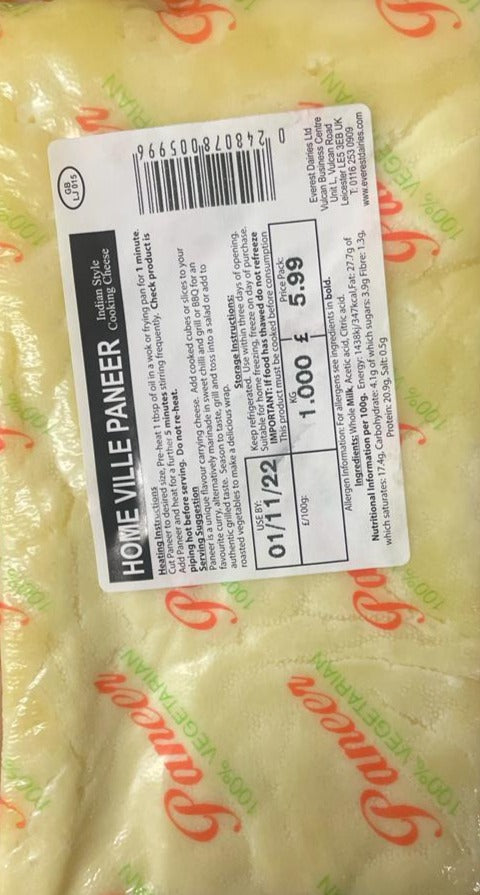 HOME VILLE PANEER Indian Style Cooking Cheese
GB
LJ 015
Heating Instructions
Cut Paneer to desired size, Pre-heat 1 tbsp of oil in a wok or frying pan for 1 minute.
Add Paneer and heat for a further 5 minutes stirring frequently. Check product is
piping hot before serving. Do not re-heat.
Serving Suggestion
Paneer is a unique flavour carrying cheese. Add cooked cubes or slices to your
favourite curry, alternatively marinade in sweet chilli and grill or BBQ for an
authentic grilled taste. Season to taste, grill and toss into a salad or add to
roasted vegetables to make a delicious wrap.
Storage Instructions:
Keep refrigerated. Use within three days of opening.
Suitable for home freezing, freeze on day of purchase.
IMPORTANT: If food has thawed do not refreeze
This product must be cooked before consumption
USE BY:
01/11/22
£/100g:
KG
1.000
Price Pack:
£ 5.99
Allergen Information: For allergens see ingredients in bold.
Ingredients: Whole Milk, Acetic acid, Citric acid.
Nutritional Information per 100g. Energy: 1438kj/347kcal, Fat: 27.7g of
which saturates: 17.4g, Carbohydrate: 4.1g of which sugars: 3.9g Fibre: 1.3g,
Protein: 20.9g, Salt: 0.5g
Everest Dairies Ltd
Vulcan Business Centre
Unit L, Vulcan Road
Leicester LE5 3EB UK
T: 0116 253 0909
www.everestdairies.com
Paneer
100% VEGETARIAN
Paneer
100% VEGETARIAN